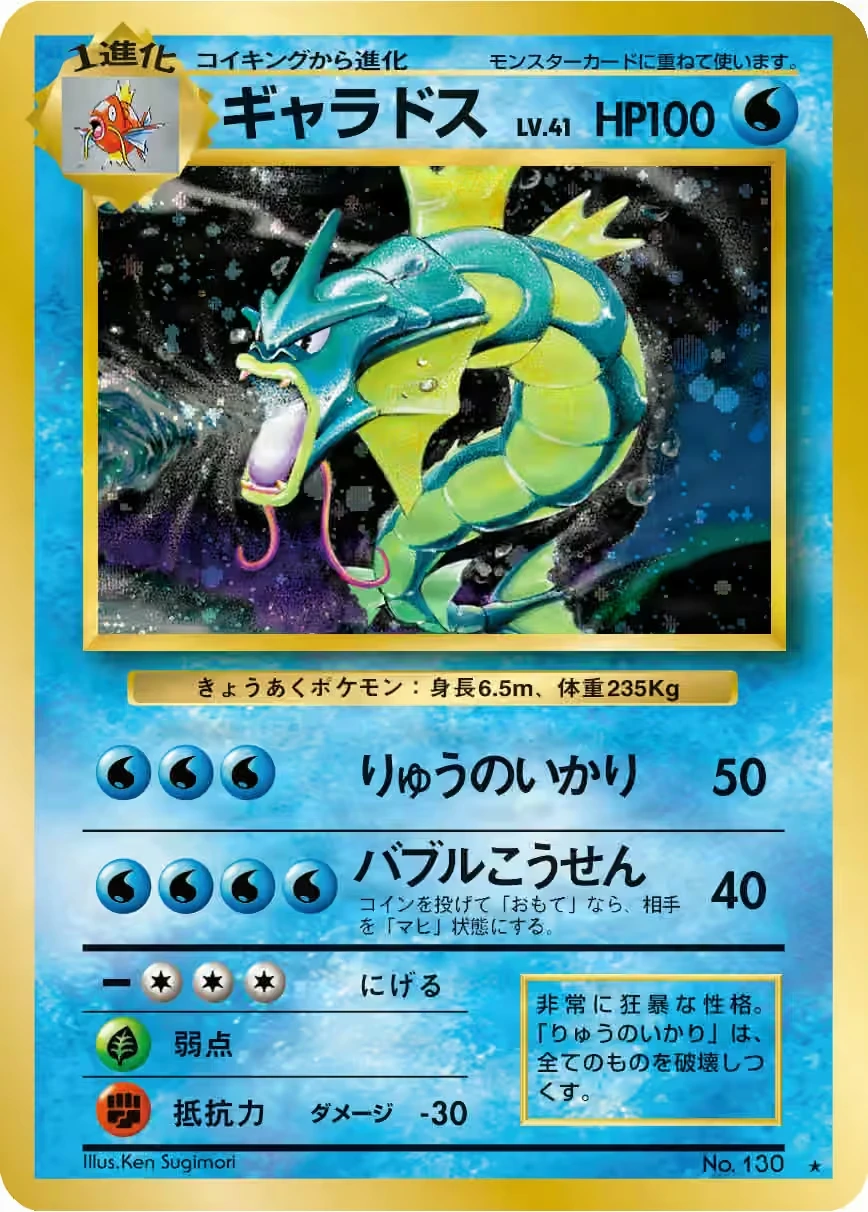 1進化
コイキングから進化
モンスターカードに重ねて使います。
ギャラドス LV.41 HP100
きょうあくポケモン：身長6.5m、体重235Kg
りゅうのいかり 50
バブルこうせん 40
コインを投げて「おもて」なら、相手
を「マヒ」状態にする。
にげる
弱点
抵抗力 ダメージ -30
非常に狂暴な性格。
「りゅうのいかり」は、
全てのものを破壊しつ
くす。
Illus.Ken Sugimori
No. 130 ★